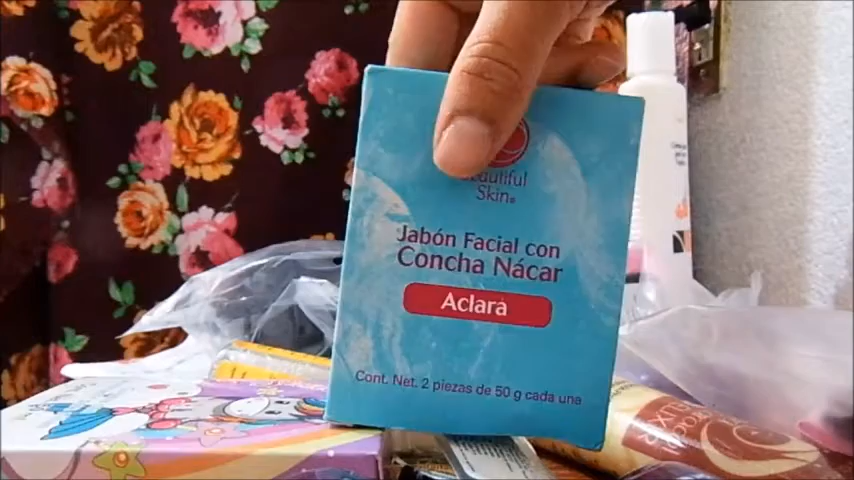 Skin
Jabón Facial con
Concha Nácar
Aclara
Cont. Net. 2 piezas de 50 g cada una